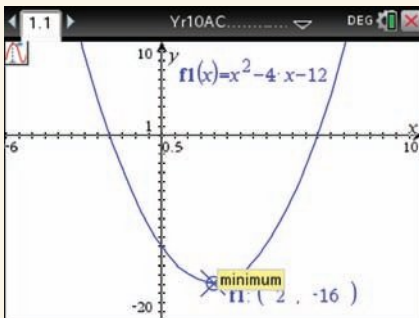 1.1 Yr10AC............ DEG
10 y
f1(x)=x²-4·x-12
1 x
-6 0.5 10
minimum
f1: ( 2 , -16 )
-20